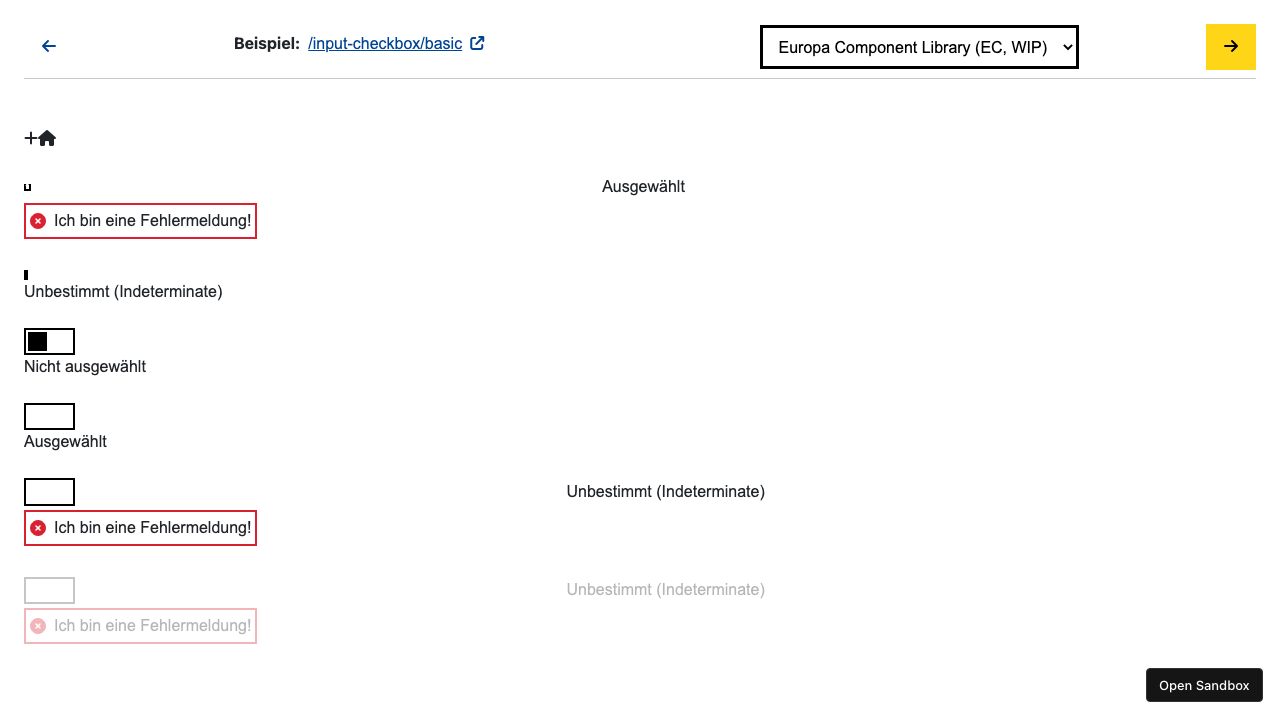 Beispiel: /input-checkbox/basic
Europa Component Library (EC, WIP)
Ausgewählt
Ich bin eine Fehlermeldung!
Unbestimmt (Indeterminate)
Nicht ausgewählt
Ausgewählt
Unbestimmt (Indeterminate)
Ich bin eine Fehlermeldung!
Unbestimmt (Indeterminate)
Ich bin eine Fehlermeldung!
Open Sandbox